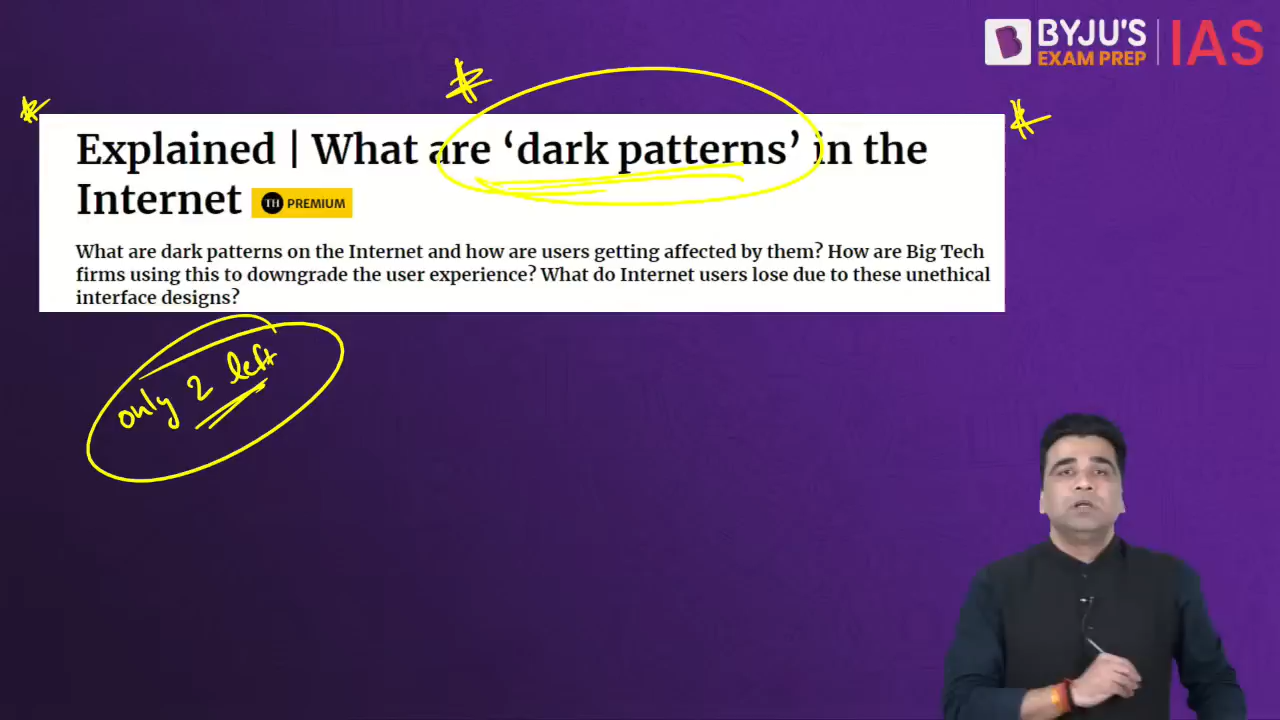 BYJU'S
EXAM PREP
IAS
Explained | What are ‘dark patterns’ in the
Internet TH PREMIUM
What are dark patterns on the Internet and how are users getting affected by them? How are Big Tech
firms using this to downgrade the user experience? What do Internet users lose due to these unethical
interface designs?
only 2 left